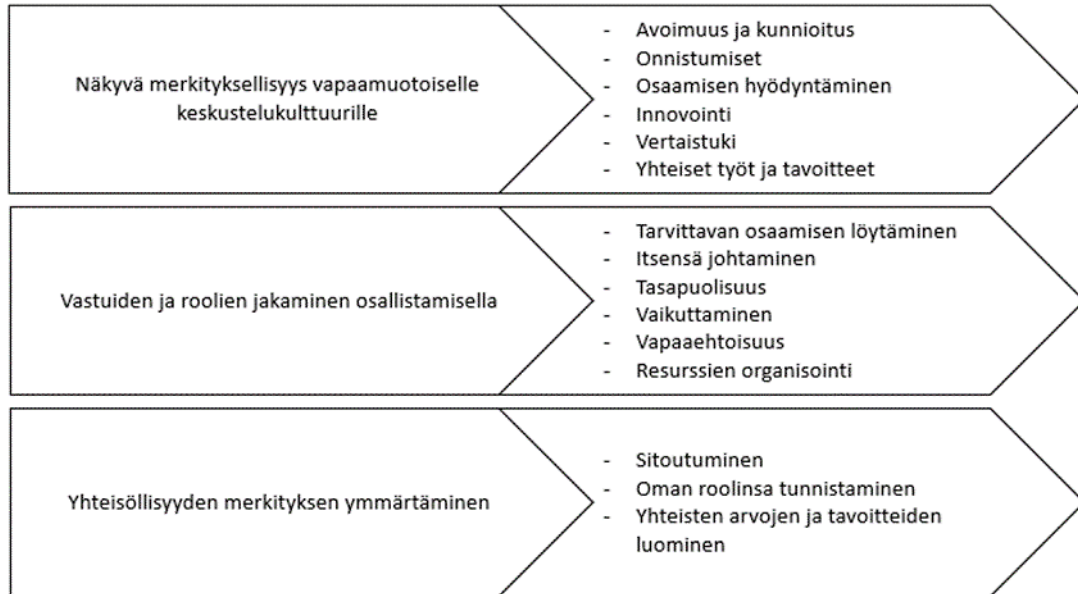 Näkyvä merkityksellisyys vapaamuotoiselle
keskustelukulttuurille
- Avoimuus ja kunnioitus
- Onnistumiset
- Osaamisen hyödyntäminen
- Innovointi
- Vertaistuki
- Yhteiset työt ja tavoitteet
Vastuiden ja roolien jakaminen osallistamisella
- Tarvittavan osaamisen löytäminen
- Itsensä johtaminen
- Tasapuolisuus
- Vaikuttaminen
- Vapaaehtoisuus
- Resurssien organisointi
Yhteisöllisyyden merkityksen ymmärtäminen
- Sitoutuminen
- Oman roolinsa tunnistaminen
- Yhteisten arvojen ja tavoitteiden
luominen